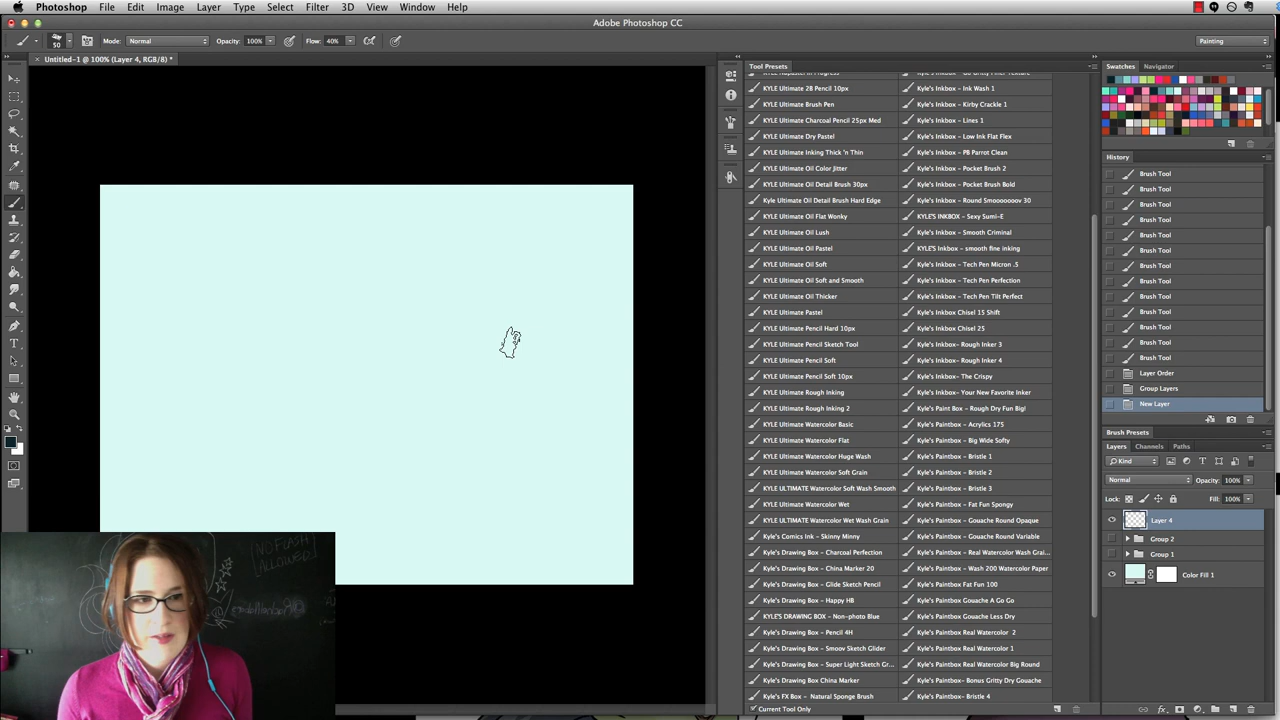 Photoshop File Edit Image Layer Type Select Filter 3D View Window Help
Adobe Photoshop CC
50 Mode: Normal Opacity: 100% Flow: 40% Painting
Untitled-1 @ 100% (Layer 4, RGB/8) *
Tool Presets
KYLE Ultimate 2B Pencil 10px
KYLE Ultimate Brush Pen
KYLE Ultimate Charcoal Pencil 25px Med
KYLE Ultimate Dry Pastel
KYLE Ultimate Inking Thick 'n Thin
KYLE Ultimate Oil Color Jitter
KYLE Ultimate Oil Detail Brush 30px
Kyle Ultimate Oil Detail Brush Hard Edge
KYLE Ultimate Oil Flat Wonky
KYLE Ultimate Oil Lush
KYLE Ultimate Oil Pastel
KYLE Ultimate Oil Soft
KYLE Ultimate Oil Soft and Smooth
KYLE Ultimate Oil Thicker
KYLE Ultimate Pastel
KYLE Ultimate Pencil Hard 10px
KYLE Ultimate Pencil Sketch Tool
KYLE Ultimate Pencil Soft
KYLE Ultimate Pencil Soft 10px
KYLE Ultimate Rough Inking
KYLE Ultimate Rough Inking 2
KYLE Ultimate Watercolor Basic
KYLE Ultimate Watercolor Flat
KYLE Ultimate Watercolor Huge Wash
KYLE Ultimate Watercolor Soft Grain
KYLE ULTIMATE Watercolor Soft Wash Smooth
KYLE Ultimate Watercolor Wet
KYLE ULTIMATE Watercolor Wet Wash Grain
Kyle's Comics Ink - Skinny Minny
Kyle's Drawing Box - Charcoal Perfection
Kyle's Drawing Box - China Marker 20
Kyle's Drawing Box - Glide Sketch Pencil
Kyle's Drawing Box - Happy HB
KYLE'S DRAWING BOX - Non-photo Blue
Kyle's Drawing Box - Pencil 4H
Kyle's Drawing Box - Smoov Sketch Glider
Kyle's Drawing Box - Super Light Sketch Gr...
Kyle's Drawing Box China Marker
Kyle's FX Box - Natural Sponge Brush
Kyle's Inkbox - Ink Wash 1
Kyle's Inkbox - Kirby Crackle 1
Kyle's Inkbox - Lines 1
Kyle's Inkbox - Low Ink Flat Flex
Kyle's Inkbox - PB Parrot Clean
Kyle's Inkbox - Pocket Brush 2
Kyle's Inkbox - Pocket Brush Bold
Kyle's Inkbox - Round Smooooooov 30
KYLE'S INKBOX - Sexy Sumi-E
Kyle's Inkbox - Smooth Criminal
KYLE'S Inkbox - smooth fine inking
Kyle's Inkbox - Tech Pen Micron .5
Kyle's Inkbox - Tech Pen Perfection
Kyle's Inkbox - Tech Pen Tilt Perfect
Kyle's Inkbox Chisel 15 Shift
Kyle's Inkbox Chisel 25
Kyle's Inkbox- Rough Inker 3
Kyle's Inkbox- Rough Inker 4
Kyle's Inkbox- The Crispy
Kyle's Inkbox- Your New Favorite Inker
Kyle's Paint Box - Rough Dry Fun Big!
Kyle's Paintbox - Acrylics 175
Kyle's Paintbox - Big Wide Softy
Kyle's Paintbox - Bristle 1
Kyle's Paintbox - Bristle 2
Kyle's Paintbox - Bristle 3
Kyle's Paintbox - Fat Fun Spongy
Kyle's Paintbox - Gouache Round Opaque
Kyle's Paintbox - Gouache Round Variable
Kyle's Paintbox - Real Watercolor Wash Grai...
Kyle's Paintbox - Wash 200 Watercolor Paper
Kyle's Paintbox Fat Fun 100
Kyle's Paintbox Gouache A Go Go
Kyle's Paintbox Gouache Less Dry
Kyle's Paintbox Real Watercolor 2
Kyle's Paintbox Real Watercolor 1
Kyle's Paintbox Real Watercolor Big Round
Kyle's Paintbox- Bonus Gritty Dry Gouache
Kyle's Paintbox- Bristle 4
Current Tool Only
Swatches Navigator
History
Brush Tool
Brush Tool
Brush Tool
Brush Tool
Brush Tool
Brush Tool
Brush Tool
Brush Tool
Brush Tool
Brush Tool
Brush Tool
Brush Tool
Brush Tool
Layer Order
Group Layers
New Layer
Brush Presets
Layers Channels Paths
Kind
Normal Opacity: 100%
Lock: Fill: 100%
Layer 4
Group 2
Group 1
Color Fill 1
[NO FLASH
ALLOWED]